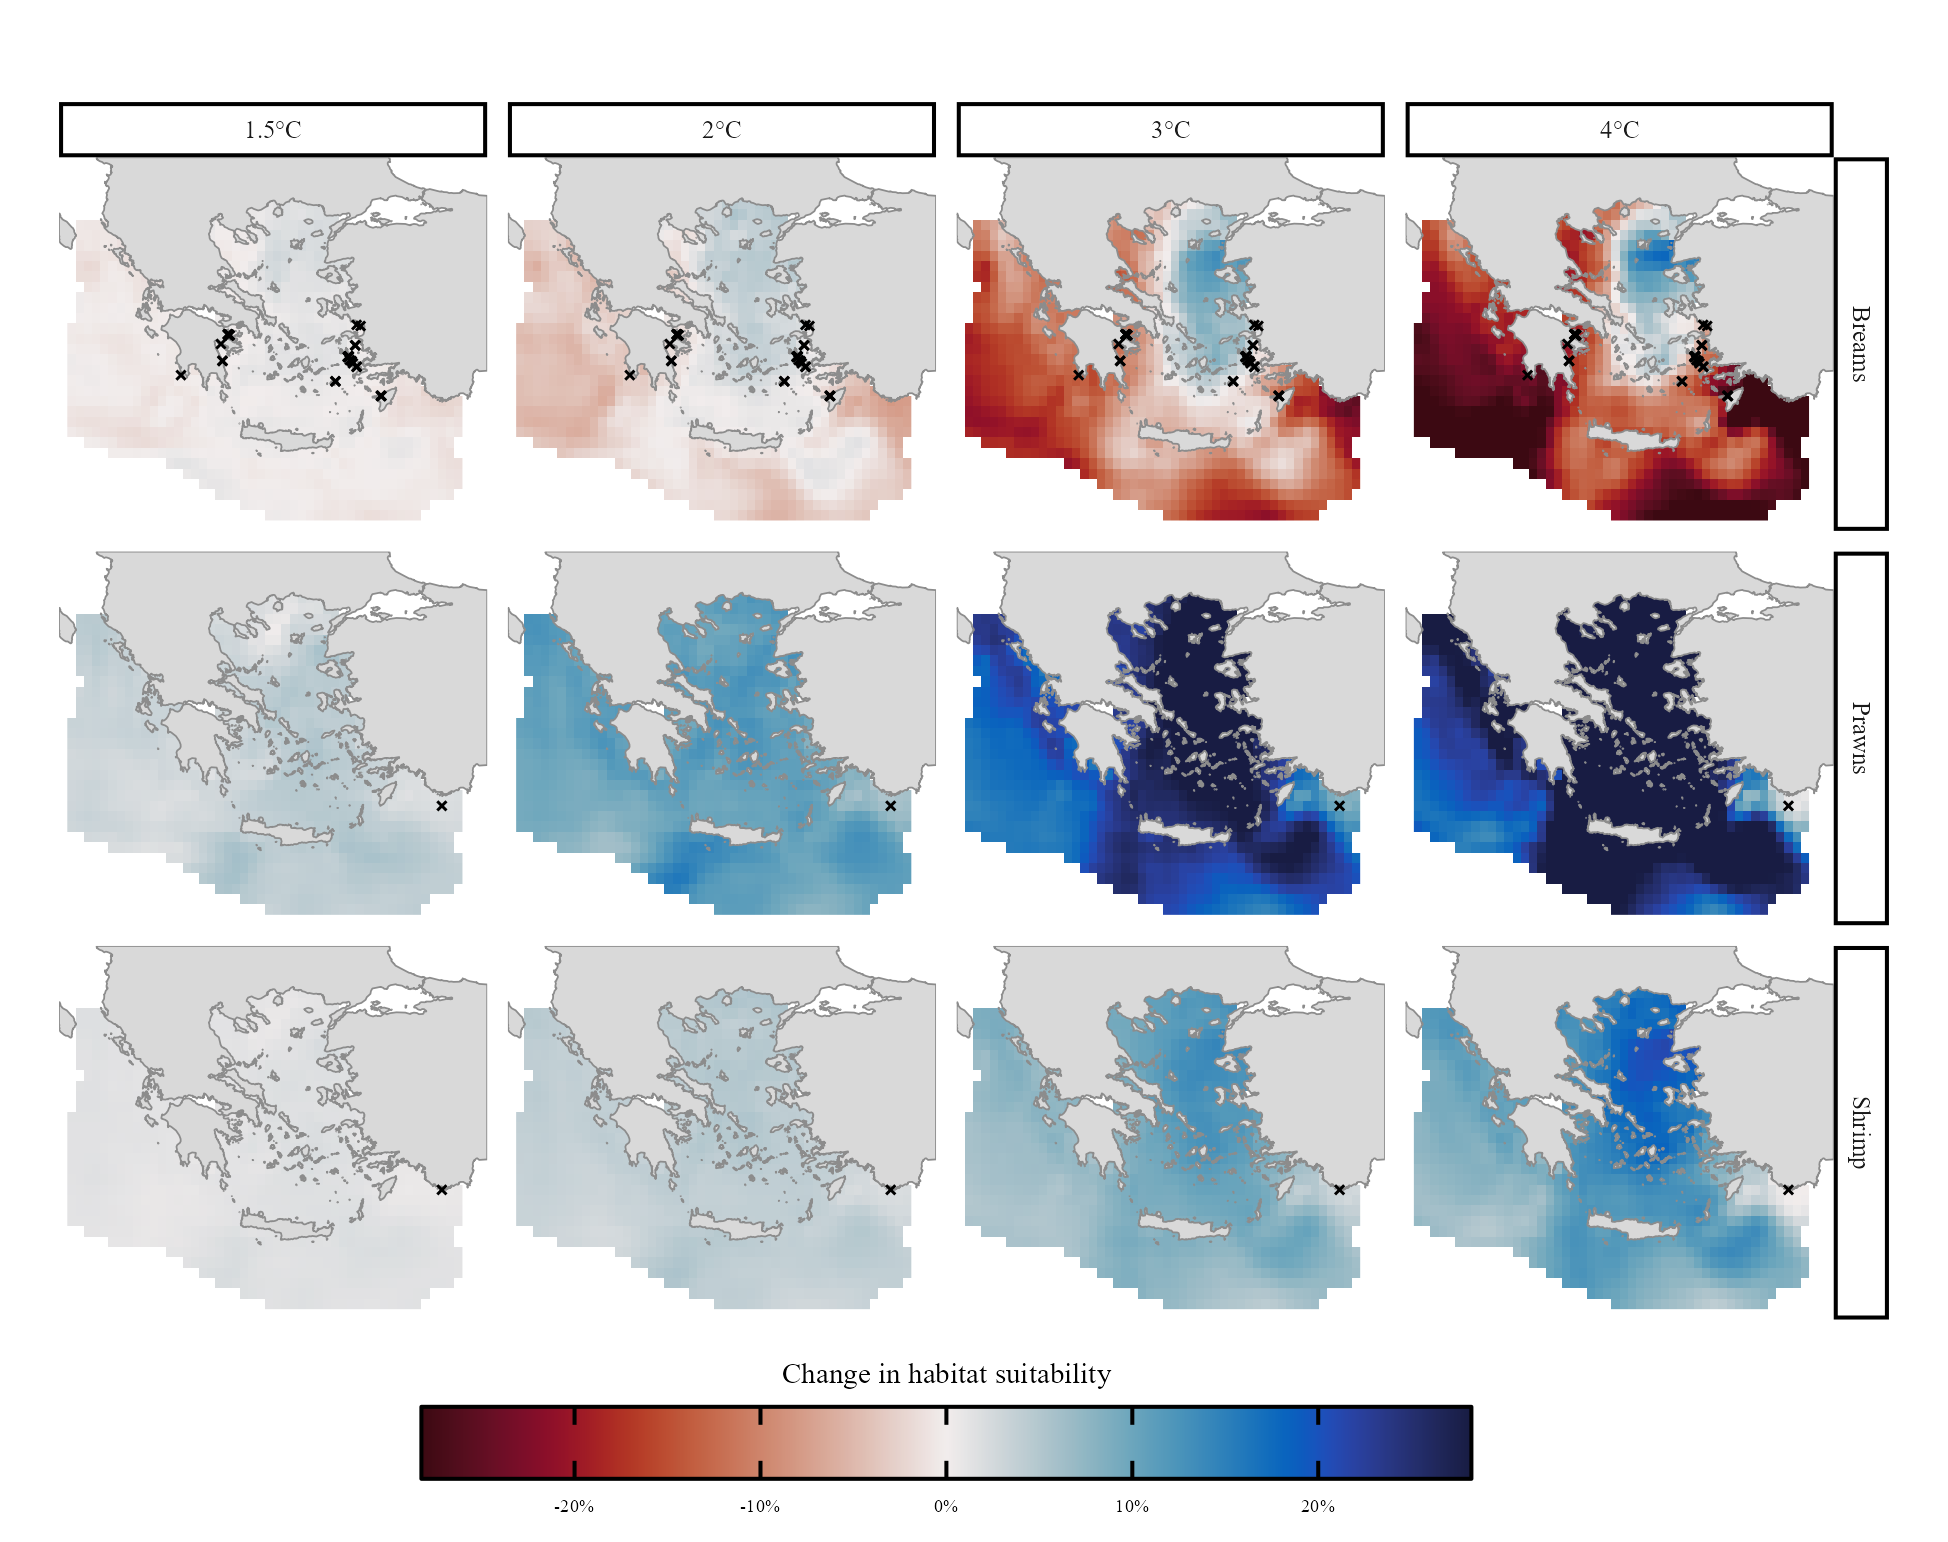 1.5°C
2°C
3°C
4°C
Breams
Prawns
Shrimp
Change in habitat suitability
-20%
-10%
0%
10%
20%